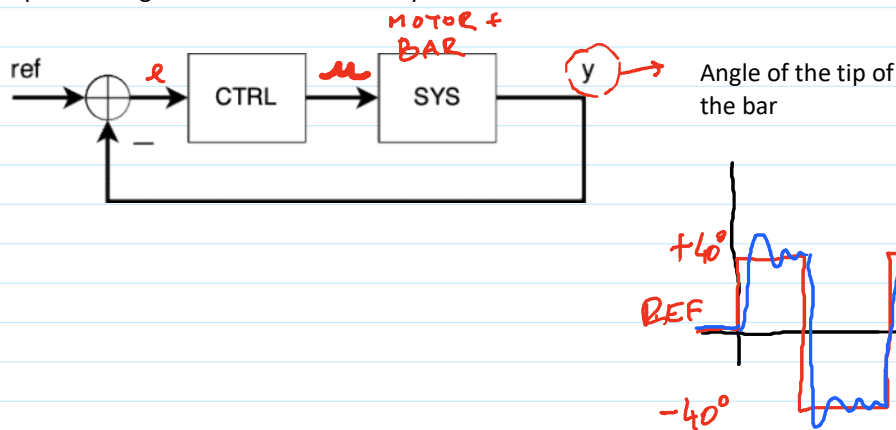 MOTOR +
BAR
ref
e
CTRL
u
SYS
y
Angle of the tip of
the bar
+40°
REF
-40°